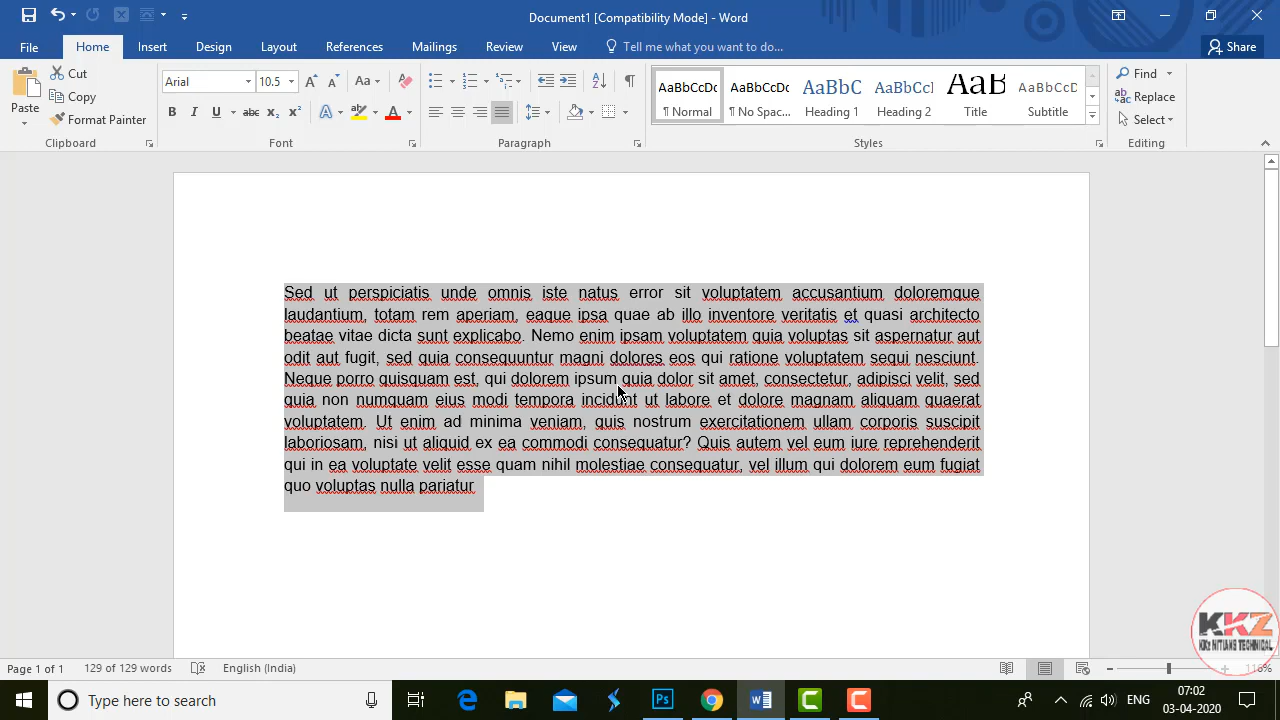 Document1 [Compatibility Mode] - Word
File Home Insert Design Layout References Mailings Review View Tell me what you want to do... Share
Paste
Cut
Copy
Format Painter
Clipboard
Arial 10.5
Font
Paragraph
AaBbCcDc AaBbCcDc AaBbC AaBbCcI AaB AaBbCcD
¶ Normal ¶ No Spac... Heading 1 Heading 2 Title Subtitle
Styles
Find
Replace
Select
Editing
Sed ut perspiciatis unde omnis iste natus error sit voluptatem accusantium doloremque
laudantium, totam rem aperiam, eaque ipsa quae ab illo inventore veritatis et quasi architecto
beatae vitae dicta sunt explicabo. Nemo enim ipsam voluptatem quia voluptas sit aspernatur aut
odit aut fugit, sed quia consequuntur magni dolores eos qui ratione voluptatem sequi nesciunt.
Neque porro quisquam est, qui dolorem ipsum quia dolor sit amet, consectetur, adipisci velit, sed
quia non numquam eius modi tempora incidunt ut labore et dolore magnam aliquam quaerat
voluptatem. Ut enim ad minima veniam, quis nostrum exercitationem ullam corporis suscipit
laboriosam, nisi ut aliquid ex ea commodi consequatur? Quis autem vel eum iure reprehenderit
qui in ea voluptate velit esse quam nihil molestiae consequatur, vel illum qui dolorem eum fugiat
quo voluptas nulla pariatur
KKZ
KKZ NITIANS TECHNICAL
Page 1 of 1 129 of 129 words English (India)
Type here to search
ENG
07:02
03-04-2020